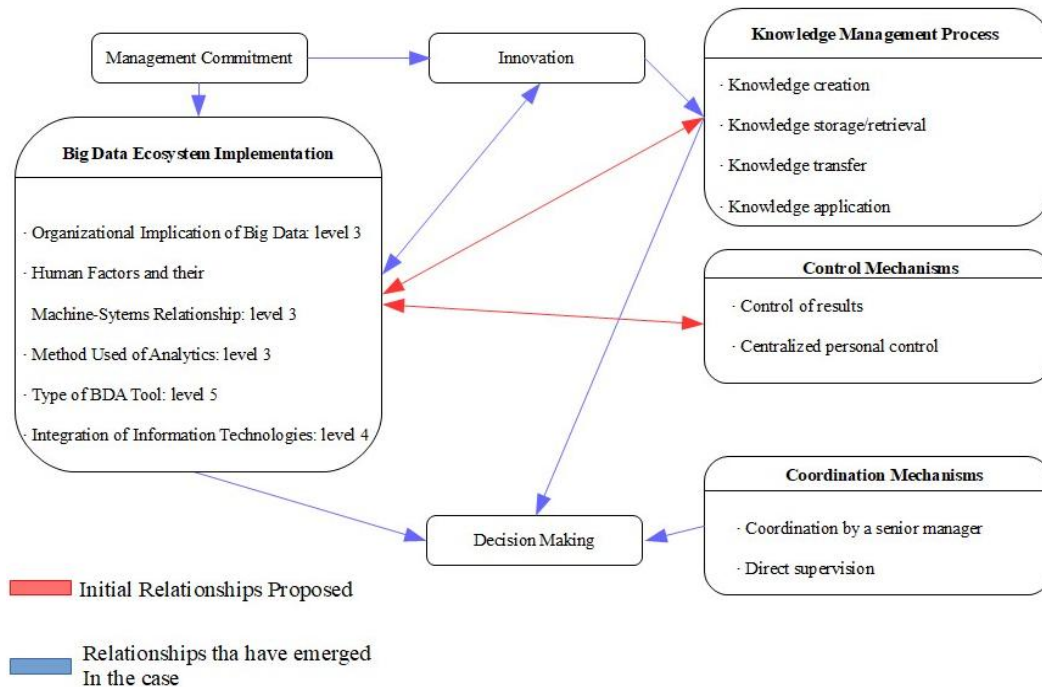 Management Commitment
Innovation
Knowledge Management Process
· Knowledge creation
· Knowledge storage/retrieval
· Knowledge transfer
· Knowledge application
Big Data Ecosystem Implementation
· Organizational Implication of Big Data: level 3
· Human Factors and their
Machine-Sytems Relationship: level 3
· Method Used of Analytics: level 3
· Type of BDA Tool: level 5
· Integration of Information Technologies: level 4
Control Mechanisms
· Control of results
· Centralized personal control
Coordination Mechanisms
· Coordination by a senior manager
· Direct supervision
Decision Making
Initial Relationships Proposed
Relationships tha have emerged
In the case